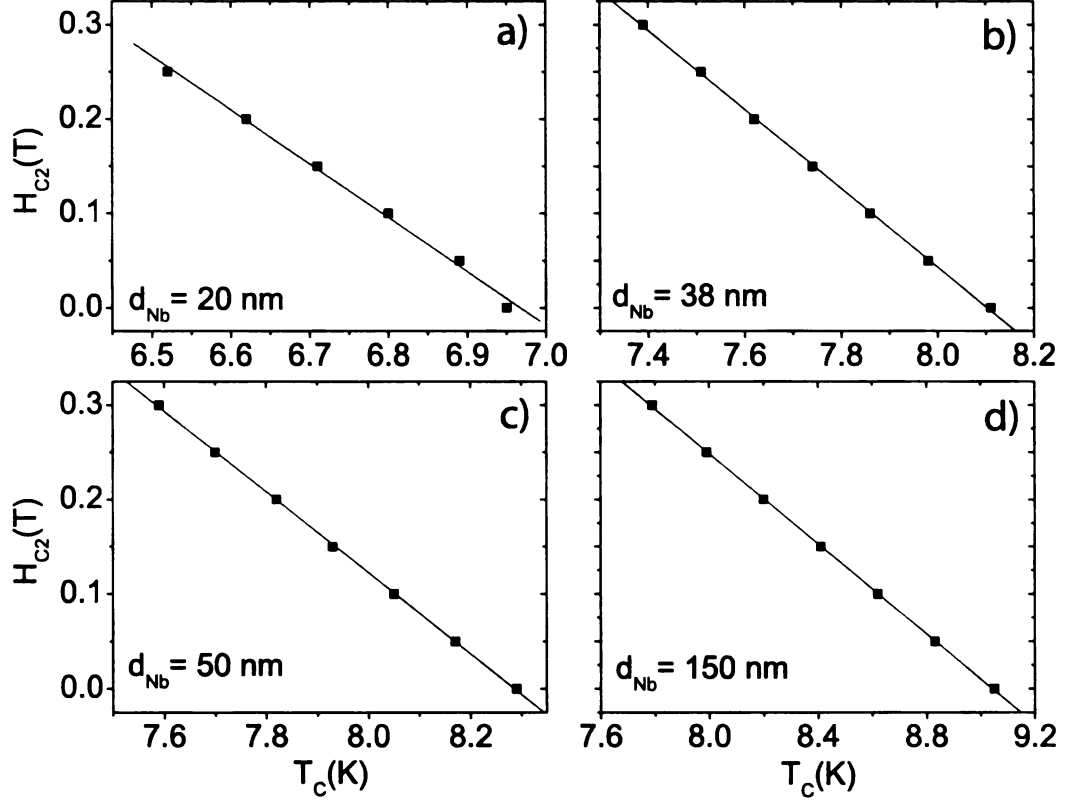 a)
0.3
0.2
0.1
0.0
H_C2(T)
d_Nb= 20 nm
6.5 6.6 6.7 6.8 6.9 7.0
b)
d_Nb= 38 nm
7.4 7.6 7.8 8.0 8.2
c)
0.3
0.2
0.1
0.0
H_C2(T)
d_Nb= 50 nm
7.6 7.8 8.0 8.2
T_C(K)
d)
d_Nb= 150 nm
7.6 8.0 8.4 8.8 9.2
T_C(K)